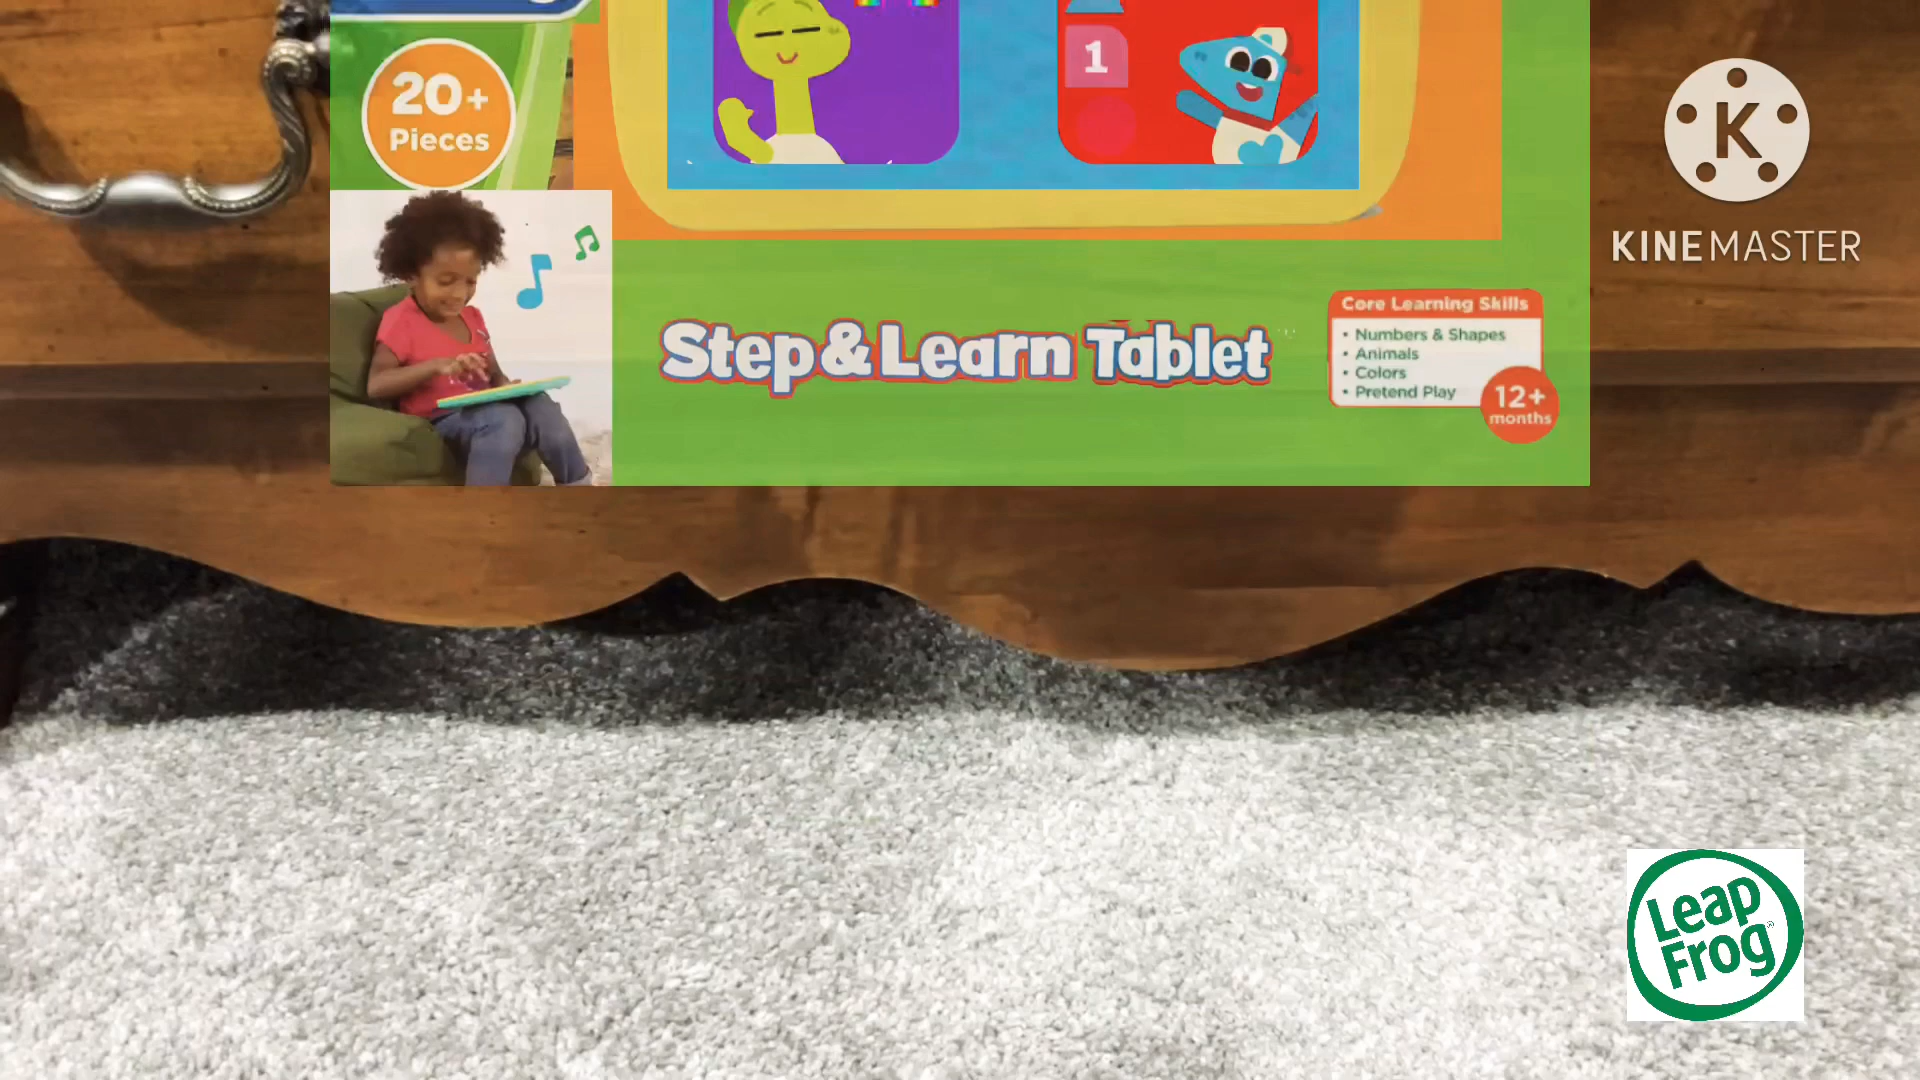 20+
Pieces
1
KINEMASTER
K
Step & Learn Tablet
Core Learning Skills
• Numbers & Shapes
• Animals
• Colors
• Pretend Play
12+
months
Leap
Frog